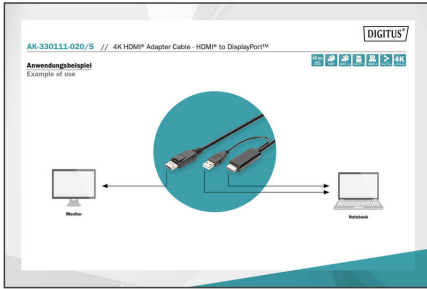 DIGITUS®
AK-330111-020/S // 4K HDMI® Adapter Cable - HDMI® to DisplayPort™
4K
Anwendungsbeispiel
Example of use
Monitor
Notebook